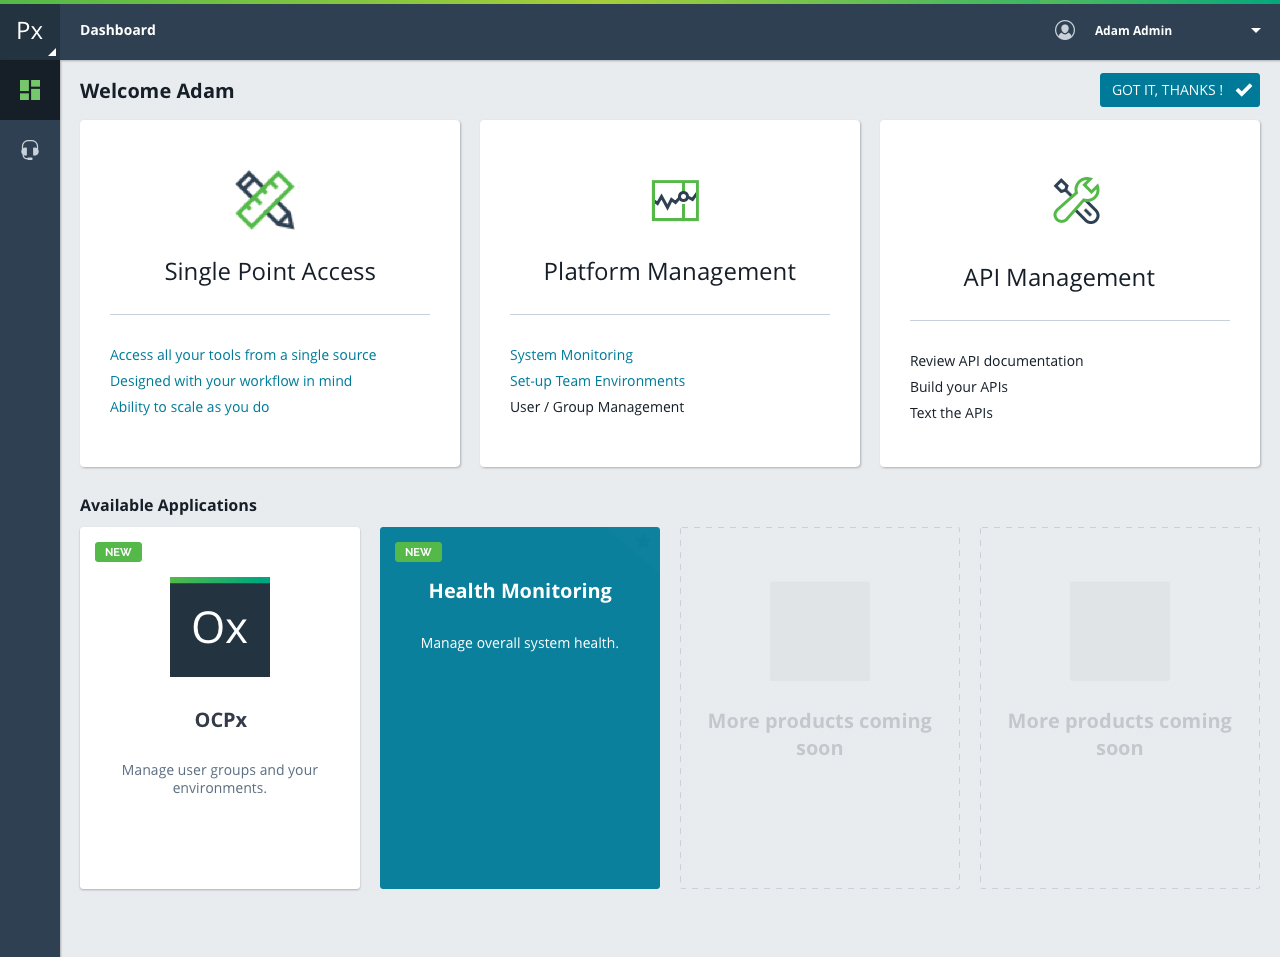 Px
Dashboard
Adam Admin
Welcome Adam
GOT IT, THANKS !
Single Point Access
Access all your tools from a single source
Designed with your workflow in mind
Ability to scale as you do
Platform Management
System Monitoring
Set-up Team Environments
User / Group Management
API Management
Review API documentation
Build your APIs
Text the APIs
Available Applications
NEW
Ox
OCPx
Manage user groups and your
environments.
NEW
Health Monitoring
Manage overall system health.
More products coming
soon
More products coming
soon